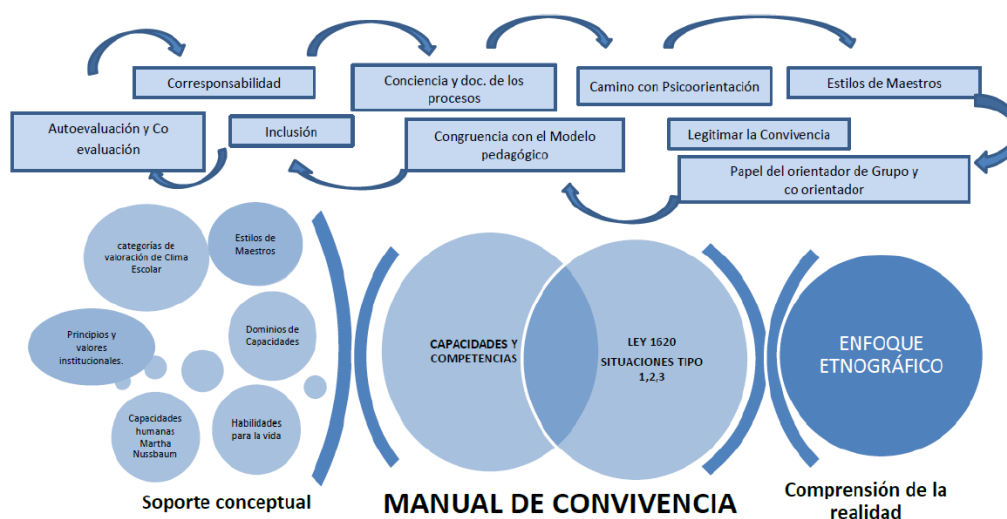 Corresponsabilidad
Conciencia y doc. de los
procesos
Camino con Psicoorientación
Estilos de Maestros
Autoevaluación y Co
evaluación
Inclusión
Congruencia con el Modelo
pedagógico
Legitimar la Convivencia
Papel del orientador de Grupo y
co orientador
categorías de
valoración de Clima
Escolar
Estilos de
Maestros
Principios y
valores
institucionales.
Dominios de
Capacidades
Capacidades
humanas
Martha
Nussbaum
Habilidades
para la vida
CAPACIDADES Y
COMPETENCIAS
LEY 1620
SITUACIONES TIPO
1,2,3
ENFOQUE
ETNOGRÁFICO
Soporte conceptual
MANUAL DE CONVIVENCIA
Comprensión de la
realidad